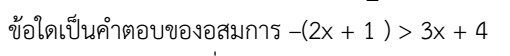 ข้อใดเป็นคำตอบของอสมการ –(2x + 1 ) > 3x + 4